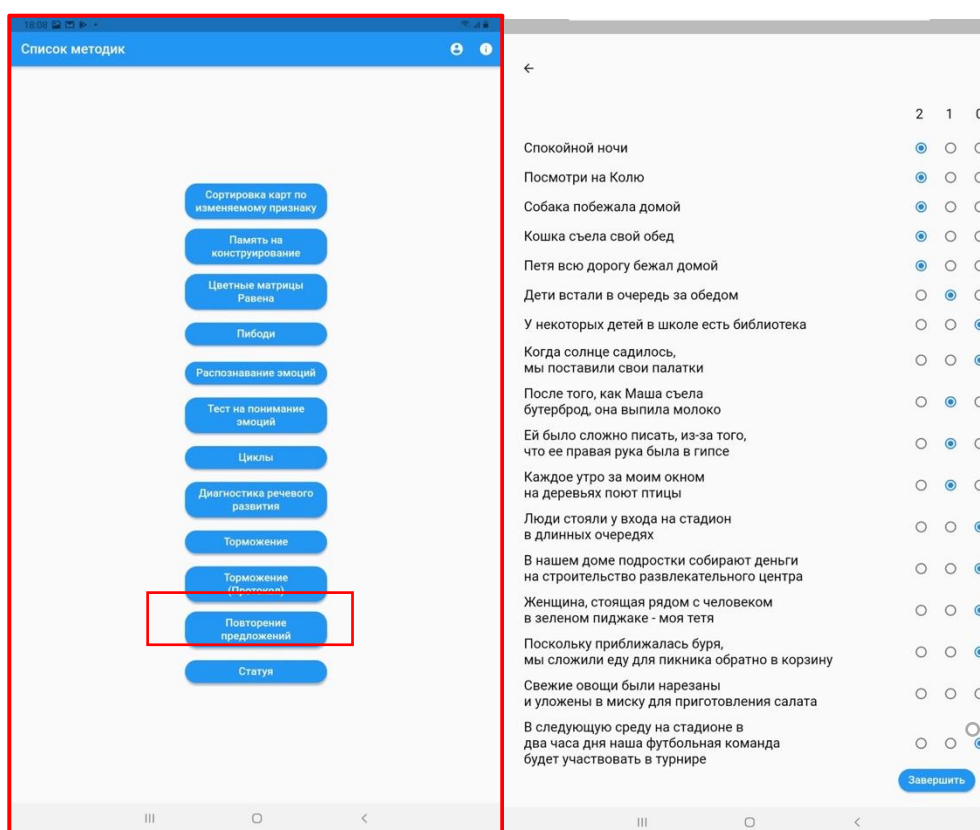 18:08
Список методик
Сортировка карт по
изменяемому признаку
Память на
конструирование
Цветные матрицы
Равена
Пибоди
Распознавание эмоций
Тест на понимание
эмоций
Циклы
Диагностика речевого
развития
Торможение
Торможение
(Протокол)
Повторение
предложений
Статуя
2 1 0
Спокойной ночи
Посмотри на Колю
Собака побежала домой
Кошка съела свой обед
Петя всю дорогу бежал домой
Дети встали в очередь за обедом
У некоторых детей в школе есть библиотека
Когда солнце садилось,
мы поставили свои палатки
После того, как Маша съела
бутерброд, она выпила молоко
Ей было сложно писать, из-за того,
что ее правая рука была в гипсе
Каждое утро за моим окном
на деревьях поют птицы
Люди стояли у входа на стадион
в длинных очередях
В нашем доме подростки собирают деньги
на строительство развлекательного центра
Женщина, стоящая рядом с человеком
в зеленом пиджаке - моя тетя
Поскольку приближалась буря,
мы сложили еду для пикника обратно в корзину
Свежие овощи были нарезаны
и уложены в миску для приготовления салата
В следующую среду на стадионе в
два часа дня наша футбольная команда
будет участвовать в турнире
Завершить